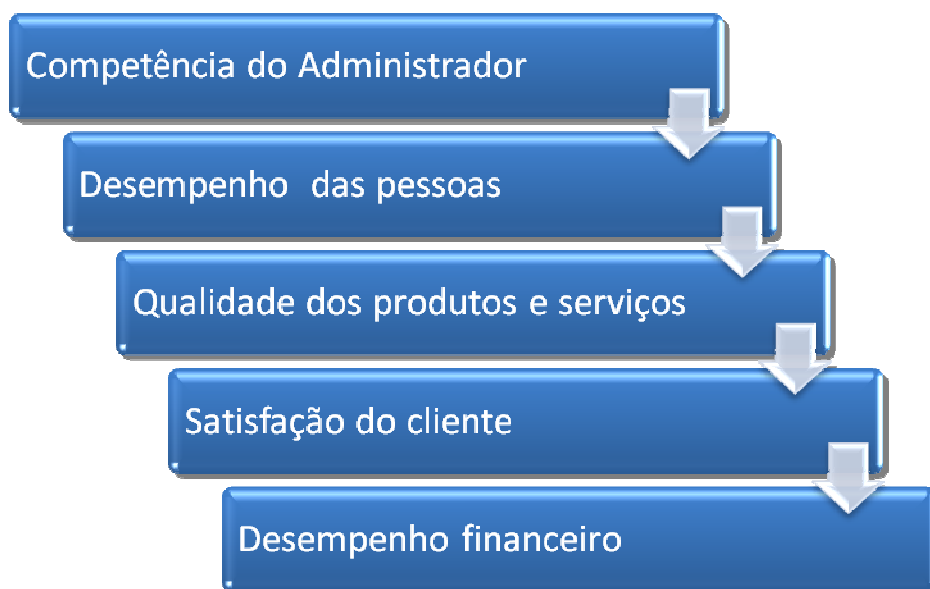 Competência do Administrador
Desempenho das pessoas
Qualidade dos produtos e serviços
Satisfação do cliente
Desempenho financeiro